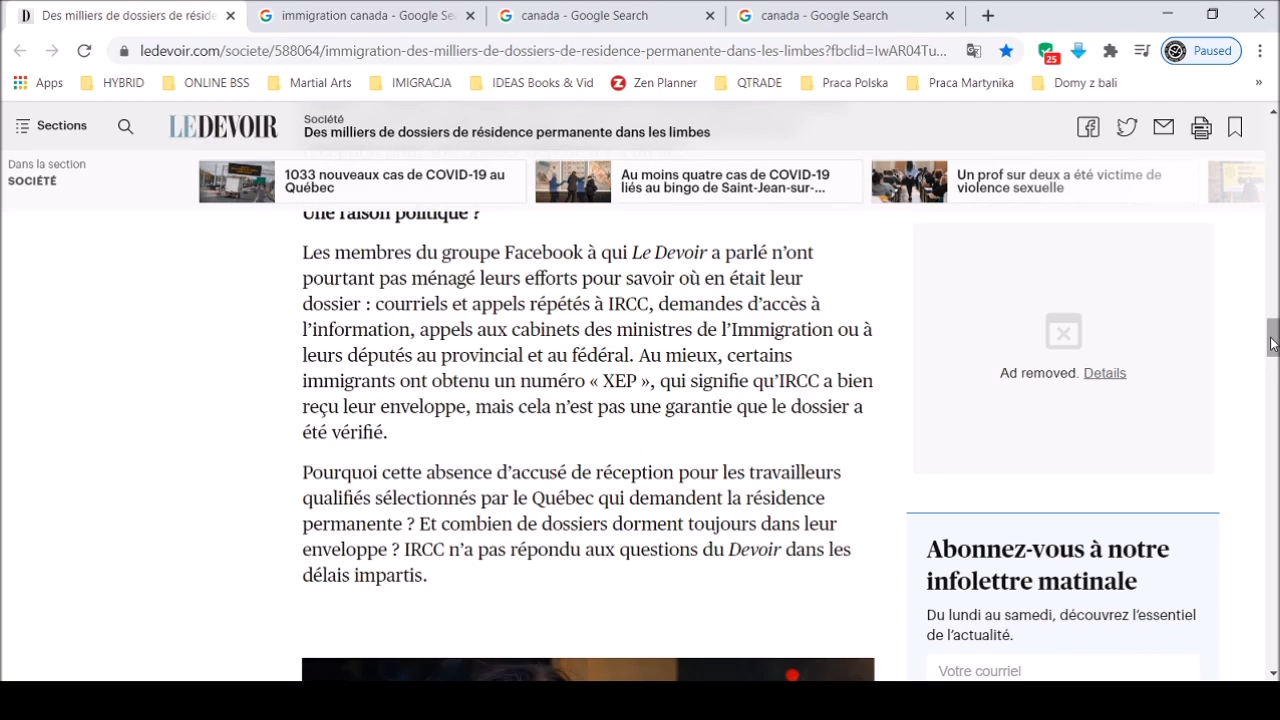 Des milliers de dossiers de réside
immigration canada - Google Se
canada - Google Search
canada - Google Search
ledevoir.com/societe/588064/immigration-des-milliers-de-dossiers-de-residence-permanente-dans-les-limbes?fbclid=IwAR04Tu...
25
Paused
Apps
HYBRID
ONLINE BSS
Martial Arts
IMIGRACJA
IDEAS Books & Vid
Zen Planner
QTRADE
Praca Polska
Praca Martynika
Domy z bali
»
Sections
LE DEVOIR
Société
Des milliers de dossiers de résidence permanente dans les limbes
Dans la section
SOCIÉTÉ
1033 nouveaux cas de COVID-19 au
Québec
Au moins quatre cas de COVID-19
liés au bingo de Saint-Jean-sur-...
Un prof sur deux a été victime de
violence sexuelle
Une raison politique ?
Les membres du groupe Facebook à qui Le Devoir a parlé n’ont
pourtant pas ménagé leurs efforts pour savoir où en était leur
dossier : courriels et appels répétés à IRCC, demandes d’accès à
l’information, appels aux cabinets des ministres de l’Immigration ou à
leurs députés au provincial et au fédéral. Au mieux, certains
immigrants ont obtenu un numéro « XEP », qui signifie qu’IRCC a bien
reçu leur enveloppe, mais cela n’est pas une garantie que le dossier a
été vérifié.
Pourquoi cette absence d’accusé de réception pour les travailleurs
qualifiés sélectionnés par le Québec qui demandent la résidence
permanente ? Et combien de dossiers dorment toujours dans leur
enveloppe ? IRCC n’a pas répondu aux questions du Devoir dans les
délais impartis.
Ad removed. Details
Abonnez-vous à notre
infolettre matinale
Du lundi au samedi, découvrez l’essentiel
de l’actualité.
Votre courriel